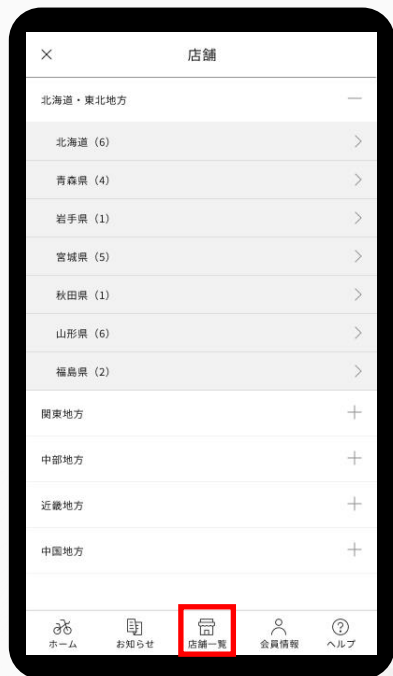 店舗
北海道・東北地方
北海道（6）
青森県（4）
岩手県（1）
宮城県（5）
秋田県（1）
山形県（6）
福島県（2）
関東地方
中部地方
近畿地方
中国地方
ホーム
お知らせ
店舗一覧
会員情報
ヘルプ